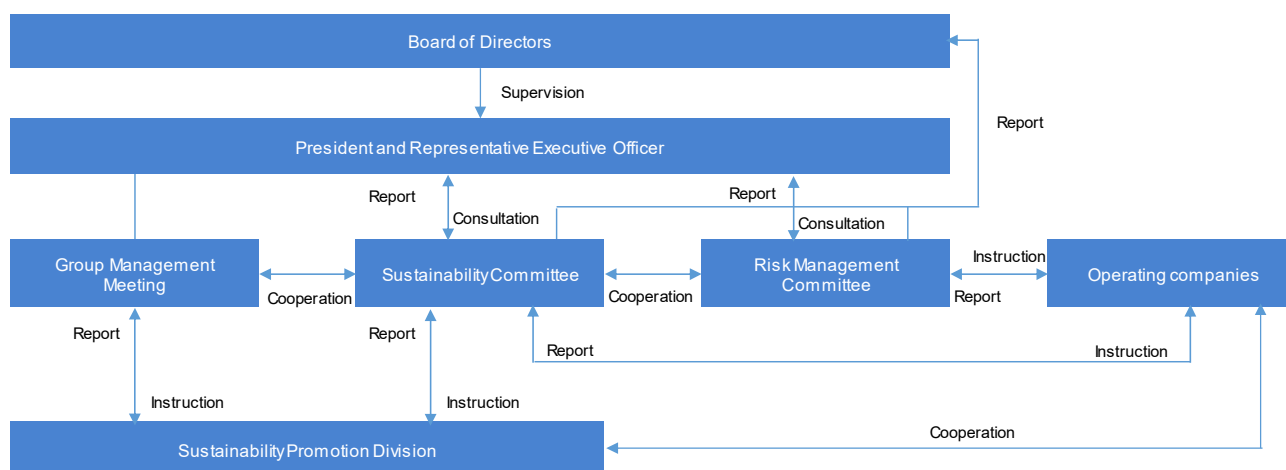 Board of Directors
Supervision
Report
President and Representative Executive Officer
Report
Consultation
Report
Consultation
Group Management
Meeting
Cooperation
Sustainability Committee
Cooperation
Risk Management
Committee
Instruction
Report
Operating companies
Report
Instruction
Report
Instruction
Report
Instruction
Sustainability Promotion Division
Cooperation